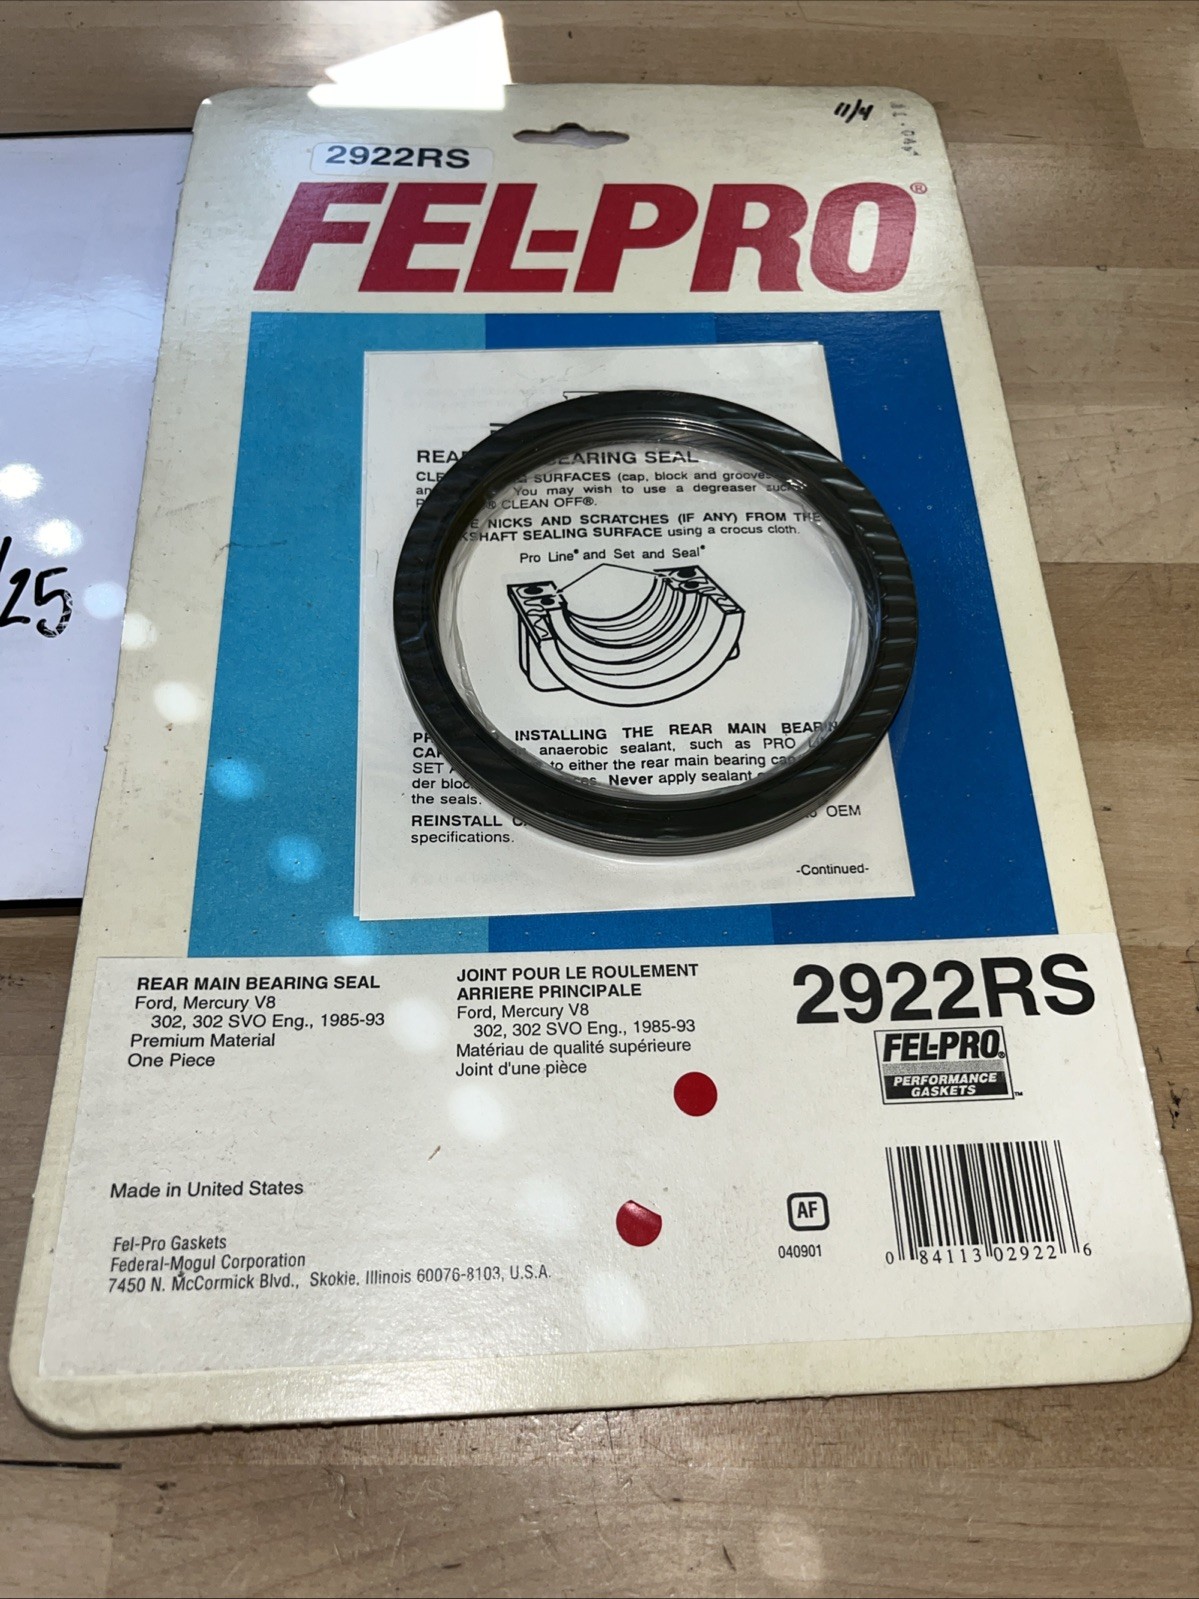 11/4
2922RS
FEL-PRO®
/25
REAR BEARING SEAL
SURFACES (cap, block and grooves
You may wish to use a degreaser such
® CLEAN OFF®.
NICKS AND SCRATCHES (IF ANY) FROM THE
SHAFT SEALING SURFACE using a crocus cloth.
Pro Line® and Set and Seal®
INSTALLING THE REAR MAIN BEARING
anaerobic sealant, such as PRO
SET to either the rear main bearing cap
der block Never apply sealant
the seals.
REINSTALL OEM
specifications.
-Continued-
REAR MAIN BEARING SEAL
Ford, Mercury V8
302, 302 SVO Eng., 1985-93
Premium Material
One Piece
JOINT POUR LE ROULEMENT
ARRIERE PRINCIPALE
Ford, Mercury V8
302, 302 SVO Eng., 1985-93
Matériau de qualité supérieure
Joint d'une pièce
2922RS
FEL-PRO®
PERFORMANCE
GASKETS™
Made in United States
Fel-Pro Gaskets
Federal-Mogul Corporation
7450 N. McCormick Blvd., Skokie, Illinois 60076-8103, U.S.A.
AF
040901
0 84113 02922 6